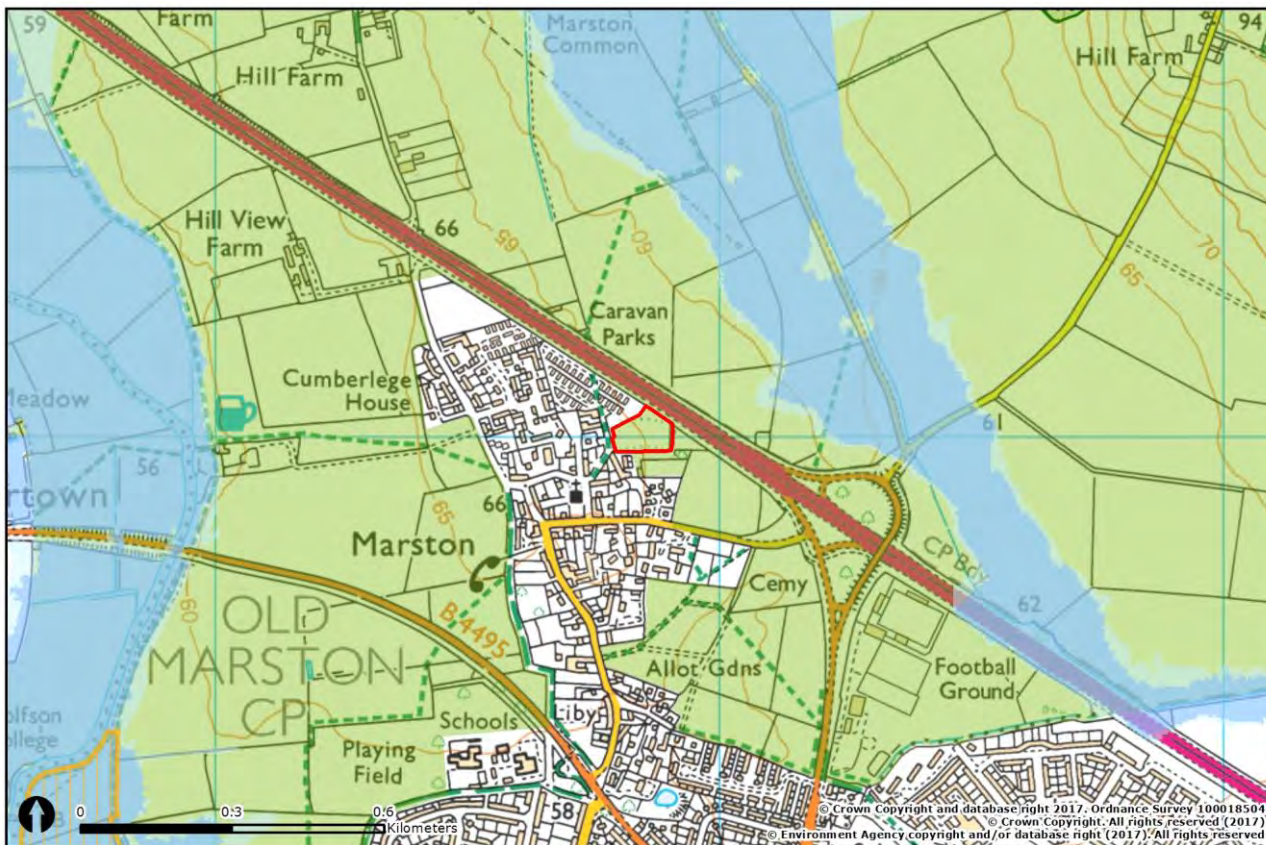 59
Farm
Hill Farm
Marston
Common
94
Hill Farm
Hill View
Farm
66
65
60
70
65
Caravan
Parks
Cumberlege
House
Meadow
56
61
rtown
66
65
Marston
60
B 4495
Cemy
CP Bdy
62
OLD
MARSTON
CP
Allot Gdns
Football
Ground
olfson
ollege
Schools
Liby
Playing
Field
58
0
0.3
0.6
Kilometers
© Crown Copyright and database right 2017. Ordnance Survey 100018504
© Crown Copyright. All rights reserved (2017)
© Environment Agency copyright and/or database right (2017). All rights reserved